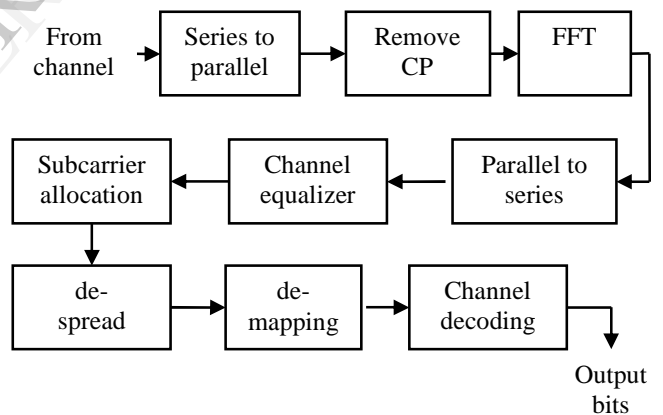 From
channel
Series to
parallel
Remove
CP
FFT
Subcarrier
allocation
Channel
equalizer
Parallel to
series
de-
spread
de-
mapping
Channel
decoding
Output
bits